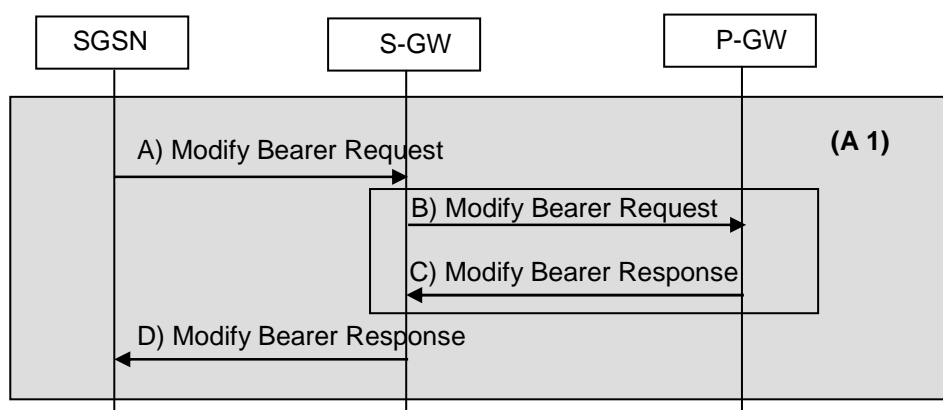 SGSN
S-GW
P-GW
(A 1)
A) Modify Bearer Request
B) Modify Bearer Request
C) Modify Bearer Response
D) Modify Bearer Response